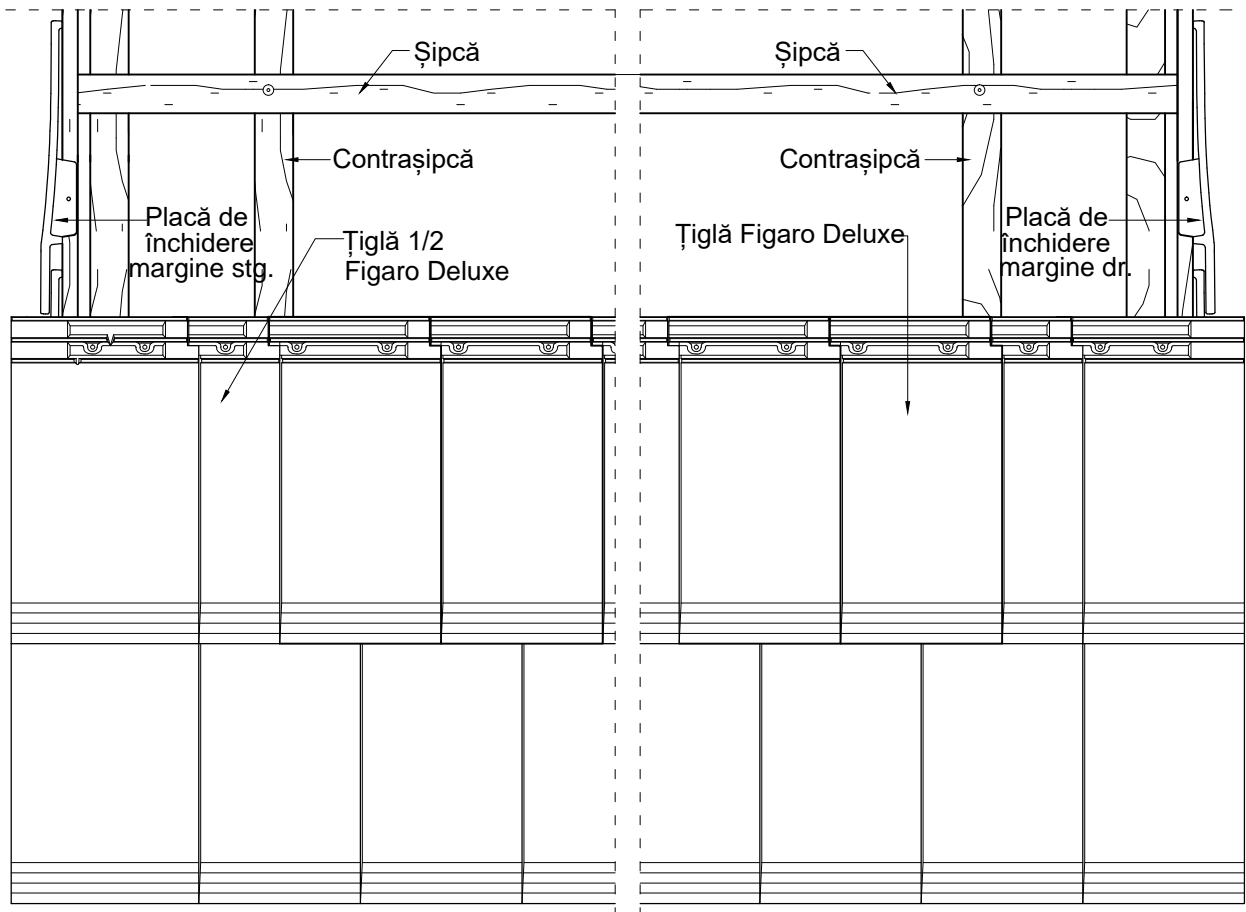 Șipcă
Șipcă
Contrașipcă
Contrașipcă
Placă de
închidere
margine stg.
Țiglă 1/2
Figaro Deluxe
Țiglă Figaro Deluxe
Placă de
închidere
margine dr.